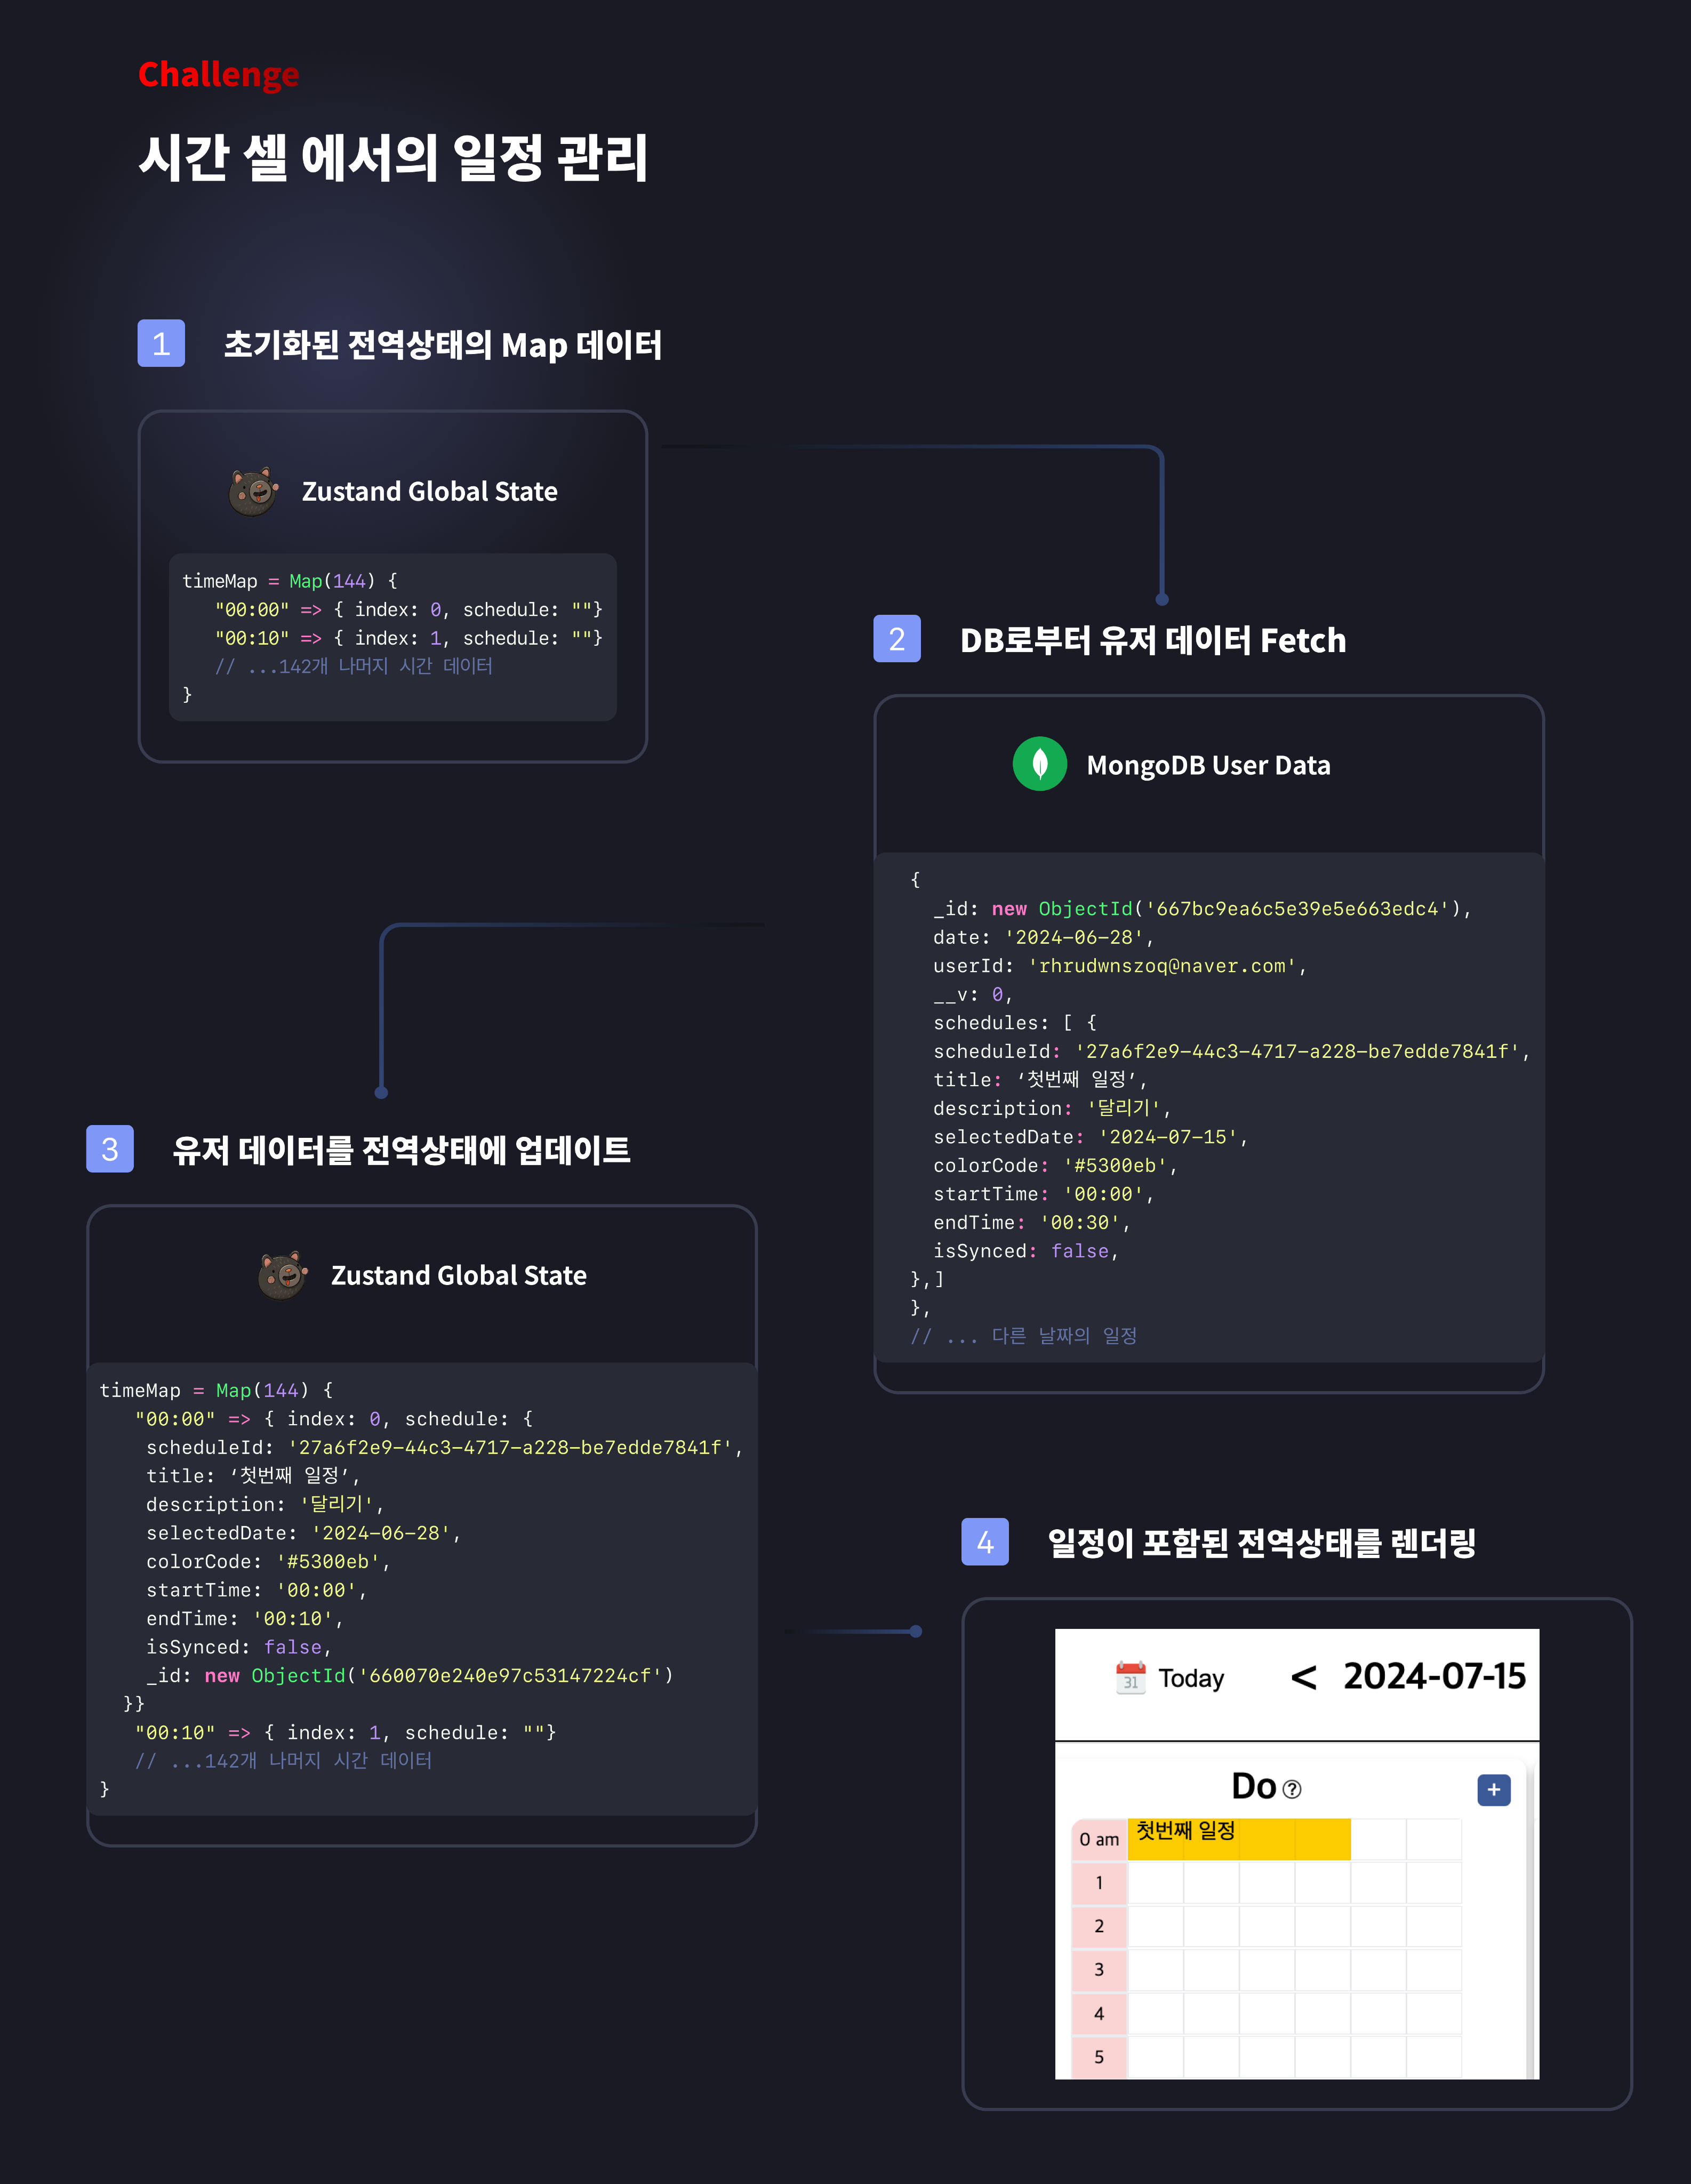 Challenge
시간 셀 에서의 일정 관리
1 초기화된 전역상태의 Map 데이터
Zustand Global State
timeMap = Map(144) {
"00:00" => { index: 0, schedule: ""}
"00:10" => { index: 1, schedule: ""}
// ...142개 나머지 시간 데이터
}
2 DB로부터 유저 데이터 Fetch
MongoDB User Data
{
_id: new ObjectId('667bc9ea6c5e39e5e663edc4'),
date: '2024-06-28',
userId: 'rhrudwnszoq@naver.com',
__v: 0,
schedules: [ {
scheduleId: '27a6f2e9-44c3-4717-a228-be7edde7841f',
title: ‘첫번째 일정’,
description: '달리기',
selectedDate: '2024-07-15',
colorCode: '#5300eb',
startTime: '00:00',
endTime: '00:30',
isSynced: false,
},]
},
// ... 다른 날짜의 일정
3 유저 데이터를 전역상태에 업데이트
Zustand Global State
timeMap = Map(144) {
"00:00" => { index: 0, schedule: {
scheduleId: '27a6f2e9-44c3-4717-a228-be7edde7841f',
title: ‘첫번째 일정’,
description: '달리기',
selectedDate: '2024-06-28',
colorCode: '#5300eb',
startTime: '00:00',
endTime: '00:10',
isSynced: false,
_id: new ObjectId('660070e240e97c53147224cf')
}}
"00:10" => { index: 1, schedule: ""}
// ...142개 나머지 시간 데이터
}
4 일정이 포함된 전역상태를 렌더링
31 Today < 2024-07-15
Do ? +
0 am 첫번째 일정
1
2
3
4
5